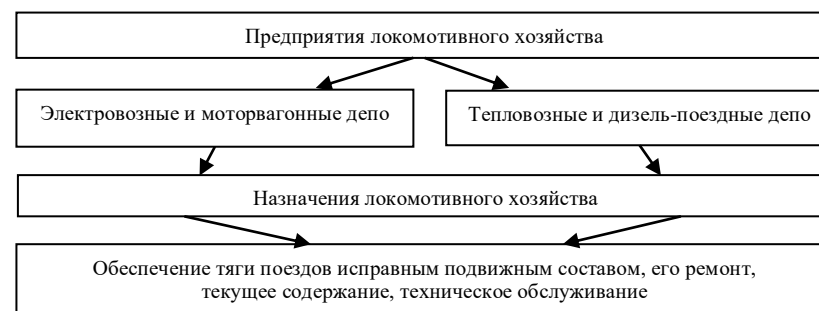 Предприятия локомотивного хозяйства
Электровозные и моторвагонные депо
Тепловозные и дизель-поездные депо
Назначения локомотивного хозяйства
Обеспечение тяги поездов исправным подвижным составом, его ремонт,
текущее содержание, техническое обслуживание